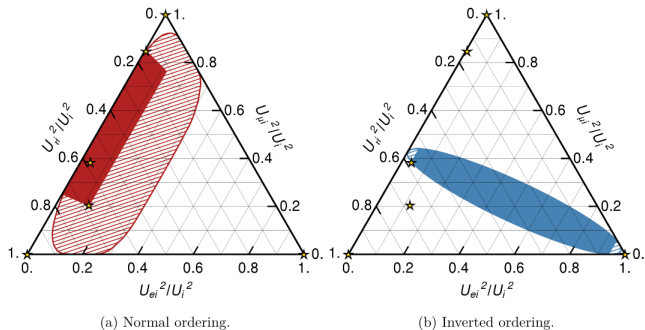 0. 1.
0.2 0.8
0.4 0.6
0.6 0.4
0.8 0.2
1. 0.
0. 0.2 0.4 0.6 0.8 1.
U_τi²/U_i²
U_μi²/U_i²
U_ei²/U_i²
(a) Normal ordering.
0. 1.
0.2 0.8
0.4 0.6
0.6 0.4
0.8 0.2
1. 0.
0. 0.2 0.4 0.6 0.8 1.
U_τi²/U_i²
U_μi²/U_i²
U_ei²/U_i²
(b) Inverted ordering.